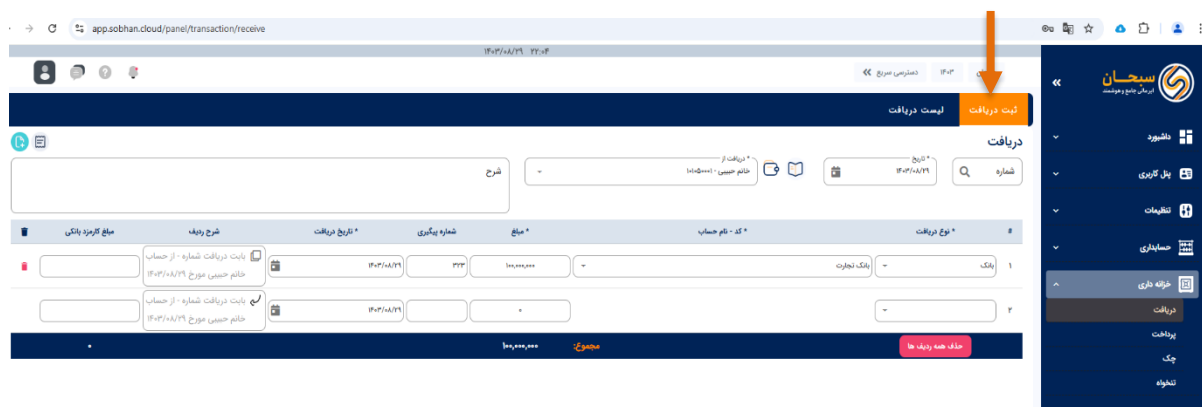 app.sobhan.cloud/panel/transaction/receive
۱۴۰۳/۰۸/۲۹ ۲۲:۰۴
سبحـــان
۱۴۰۳
دسترسی سریع
ثبت دریافت
لیست دریافت
دریافت
شماره
* تاریخ
۱۴۰۳/۰۸/۲۹
* دریافت از
خانم حبیبی - ۱۰۱۰۵۰۰۰۱
شرح
# * نوع دریافت * کد - نام حساب * مبلغ شماره پیگیری * تاریخ دریافت شرح ردیف مبلغ کارمزد بانکی
۱ بانک بانک تجارت ۱۰۰,۰۰۰,۰۰۰ ۳۲۳ ۱۴۰۳/۰۸/۲۹ بابت دریافت شماره - از حساب
خانم حبیبی مورخ ۱۴۰۳/۰۸/۲۹
۲ ۰ ۱۴۰۳/۰۸/۲۹ بابت دریافت شماره - از حساب
خانم حبیبی مورخ ۱۴۰۳/۰۸/۲۹
حذف همه ردیف ها مجموع: ۱۰۰,۰۰۰,۰۰۰ ۰
داشبورد
پنل کاربری
تنظیمات
حسابداری
خزانه داری
دریافت
پرداخت
چک
تنخواه